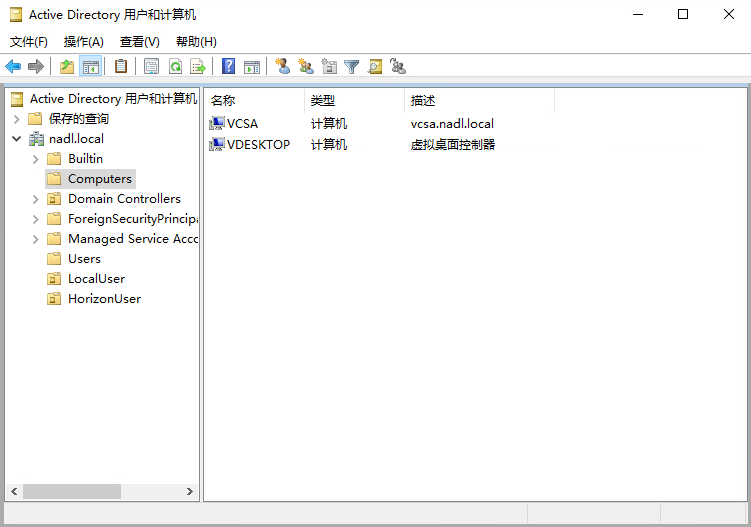 Active Directory 用户和计算机
文件(F) 操作(A) 查看(V) 帮助(H)
Active Directory 用户和计算机
保存的查询
nadl.local
Builtin
Computers
Domain Controllers
ForeignSecurityPrincipa
Managed Service Acco
Users
LocalUser
HorizonUser
名称 类型 描述
VCSA 计算机 vcsa.nadl.local
VDESKTOP 计算机 虚拟桌面控制器